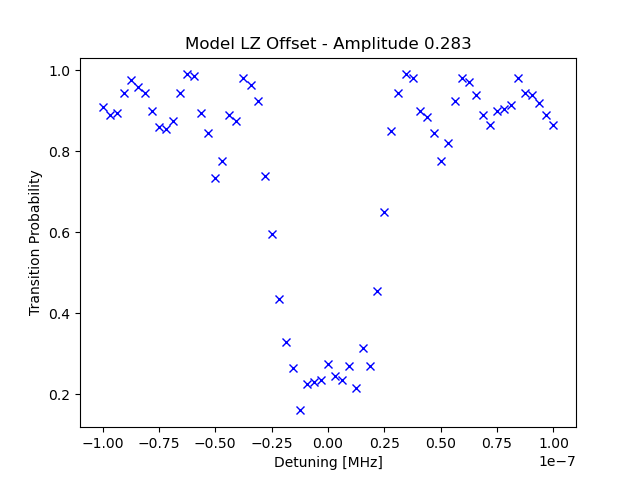 Model LZ Offset - Amplitude 0.283
1.0
0.8
0.6
0.4
0.2
Transition Probability
−1.00 −0.75 −0.50 −0.25 0.00 0.25 0.50 0.75 1.00
1e−7
Detuning [MHz]